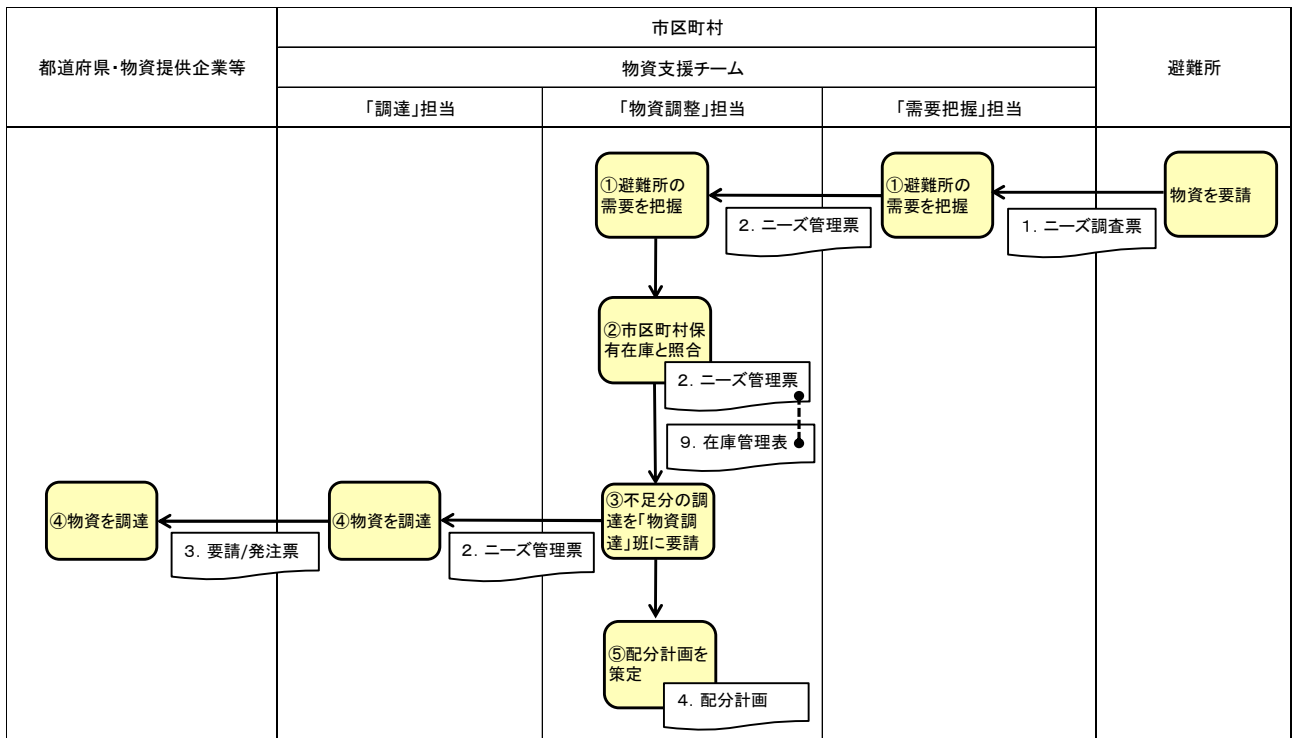 都道府県・物資提供企業等
市区町村
物資支援チーム
「調達」担当
「物資調整」担当
「需要把握」担当
避難所
①避難所の
需要を把握
①避難所の
需要を把握
物資を要請
2．ニーズ管理票
1．ニーズ調査票
②市区町村保
有在庫と照合
2．ニーズ管理票
9．在庫管理表
④物資を調達
④物資を調達
③不足分の調
達を「物資調
達」班に要請
3．要請/発注票
2．ニーズ管理票
⑤配分計画を
策定
4．配分計画